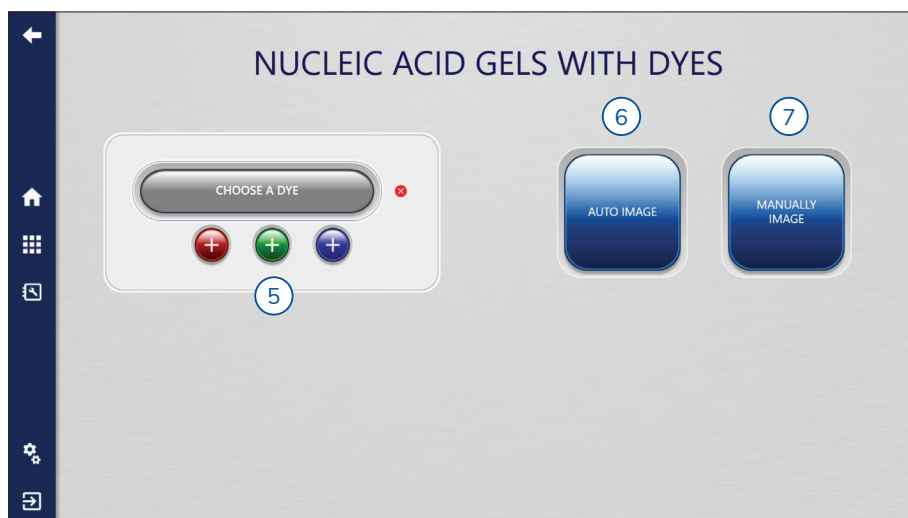 NUCLEIC ACID GELS WITH DYES
6
7
CHOOSE A DYE
AUTO IMAGE
MANUALLY
IMAGE
5